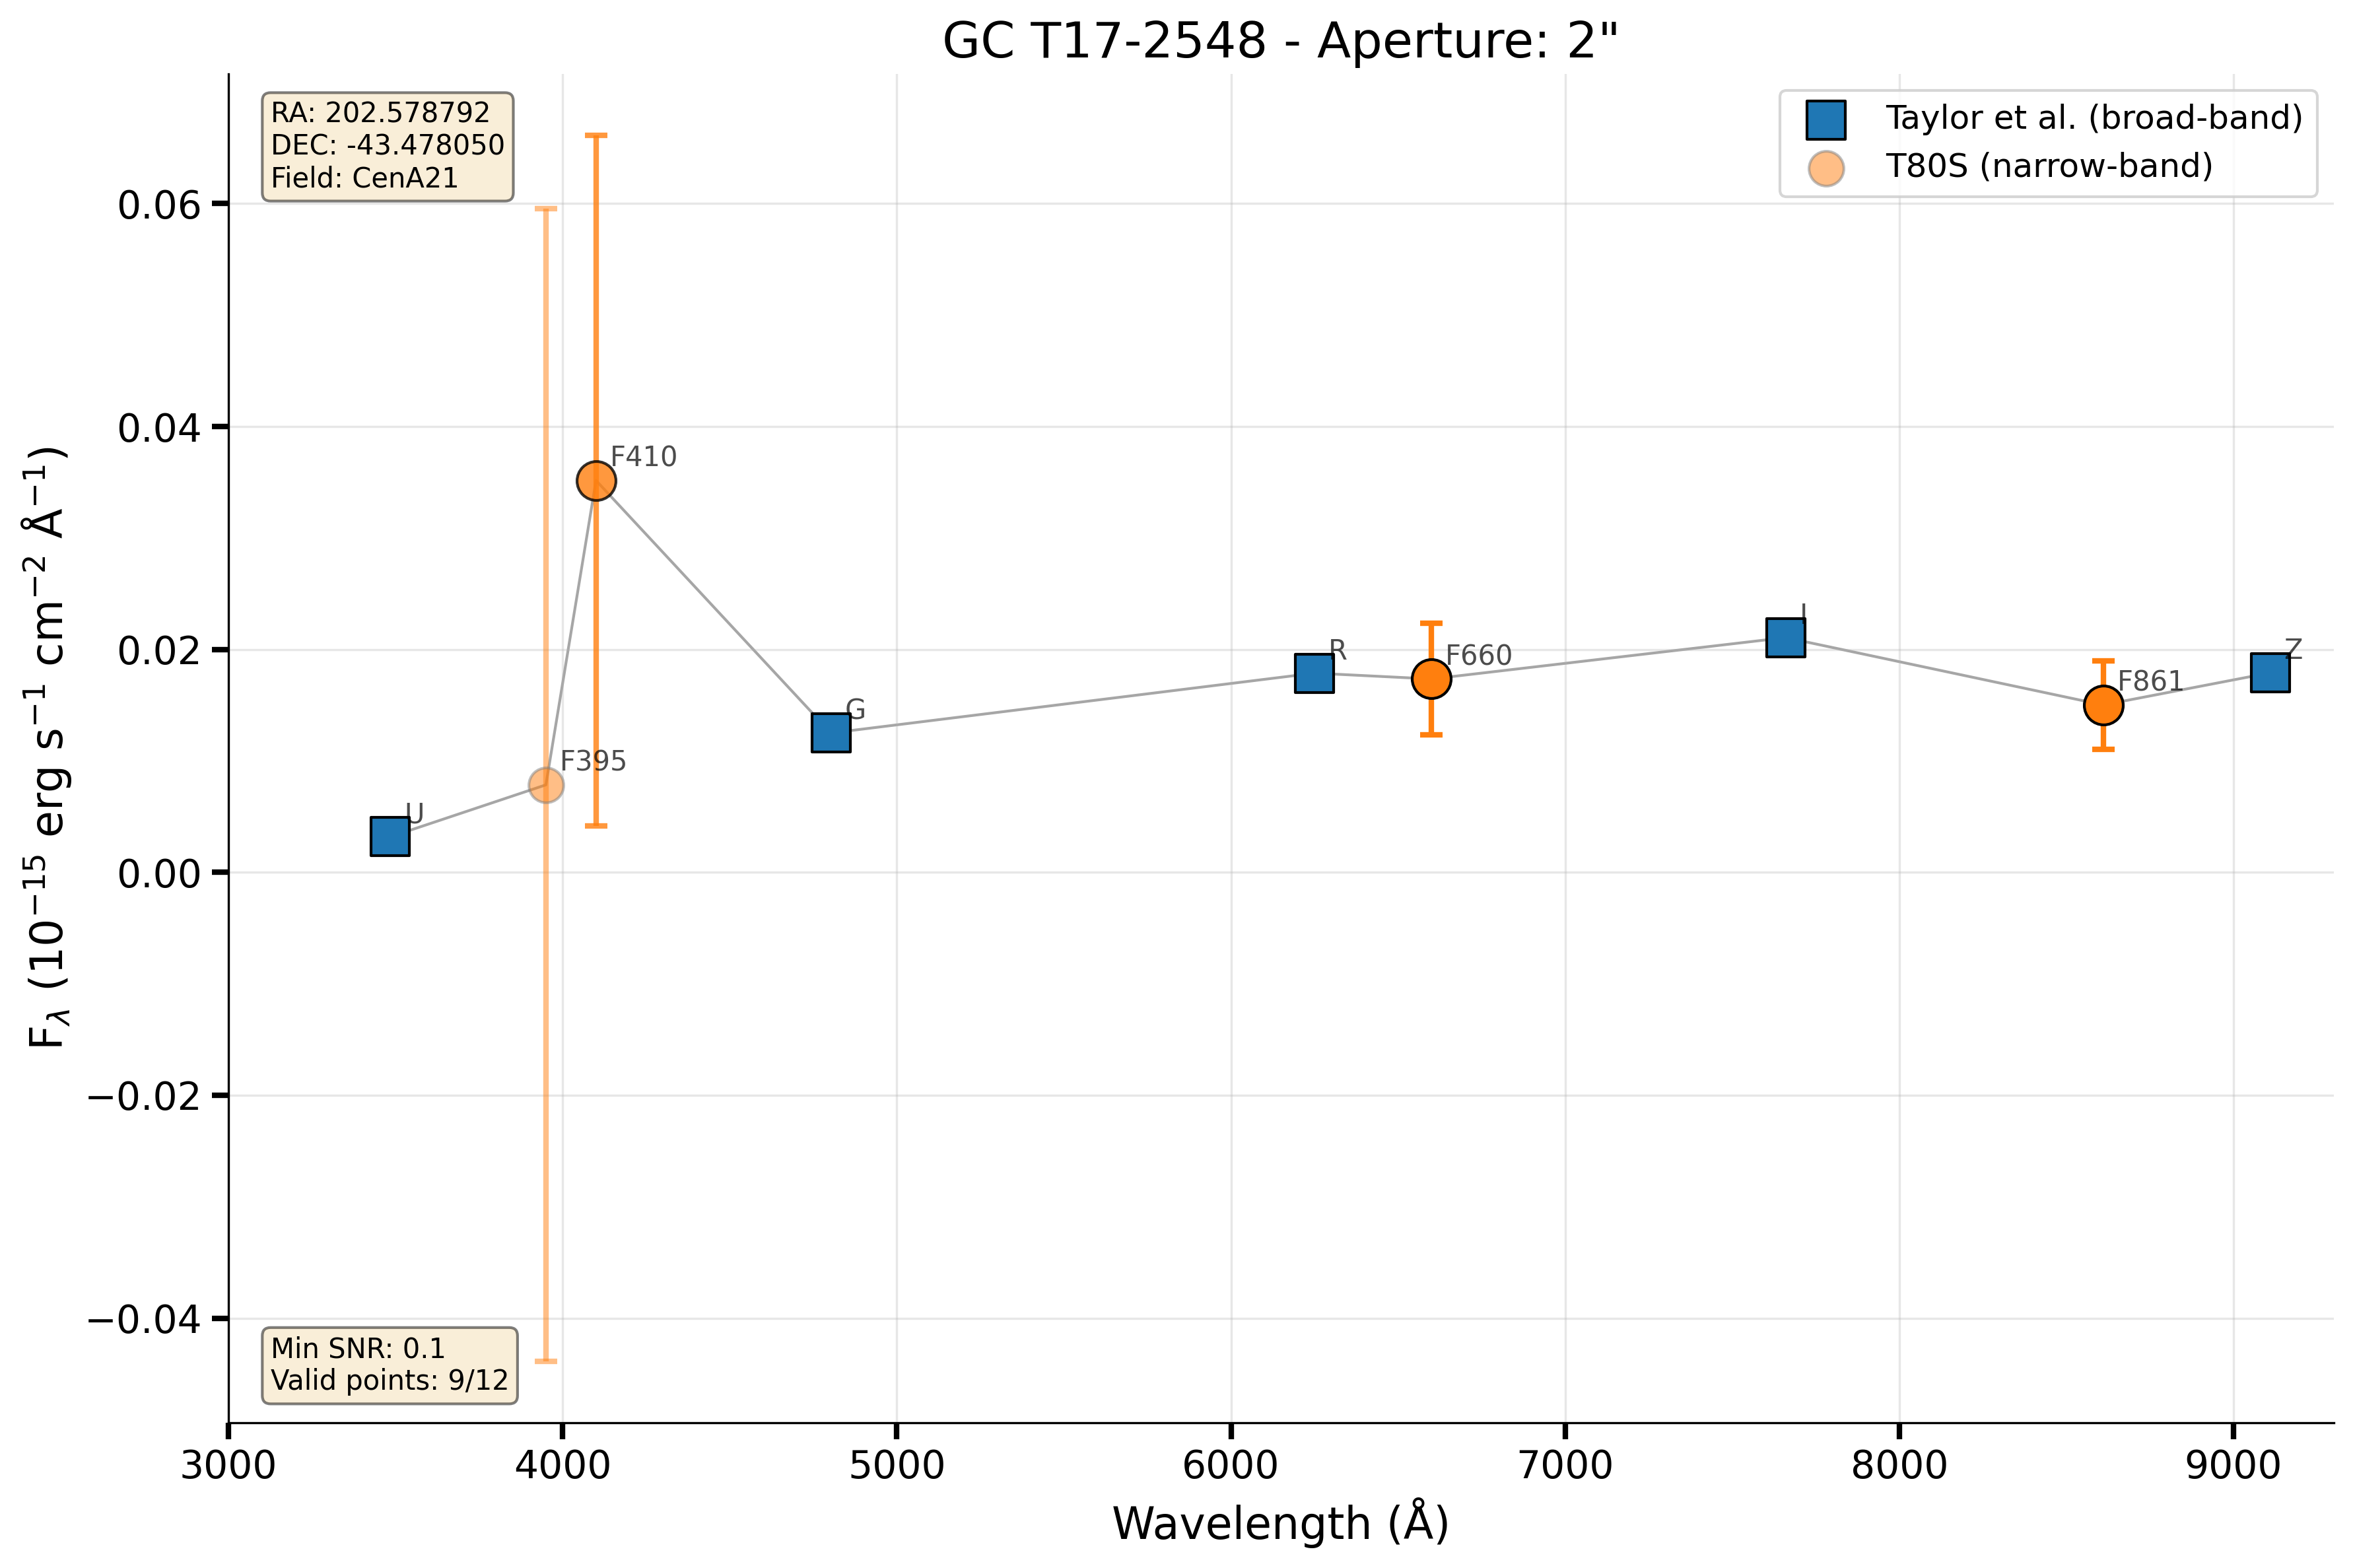 GC T17-2548 - Aperture: 2"
RA: 202.578792
DEC: -43.478050
Field: CenA21
Taylor et al. (broad-band)
T80S (narrow-band)
0.06
0.04
0.02
0.00
−0.02
−0.04
F_λ (10⁻¹⁵ erg s⁻¹ cm⁻² Å⁻¹)
U
F395
F410
G
R
F660
I
F861
Z
Min SNR: 0.1
Valid points: 9/12
3000 4000 5000 6000 7000 8000 9000
Wavelength (Å)